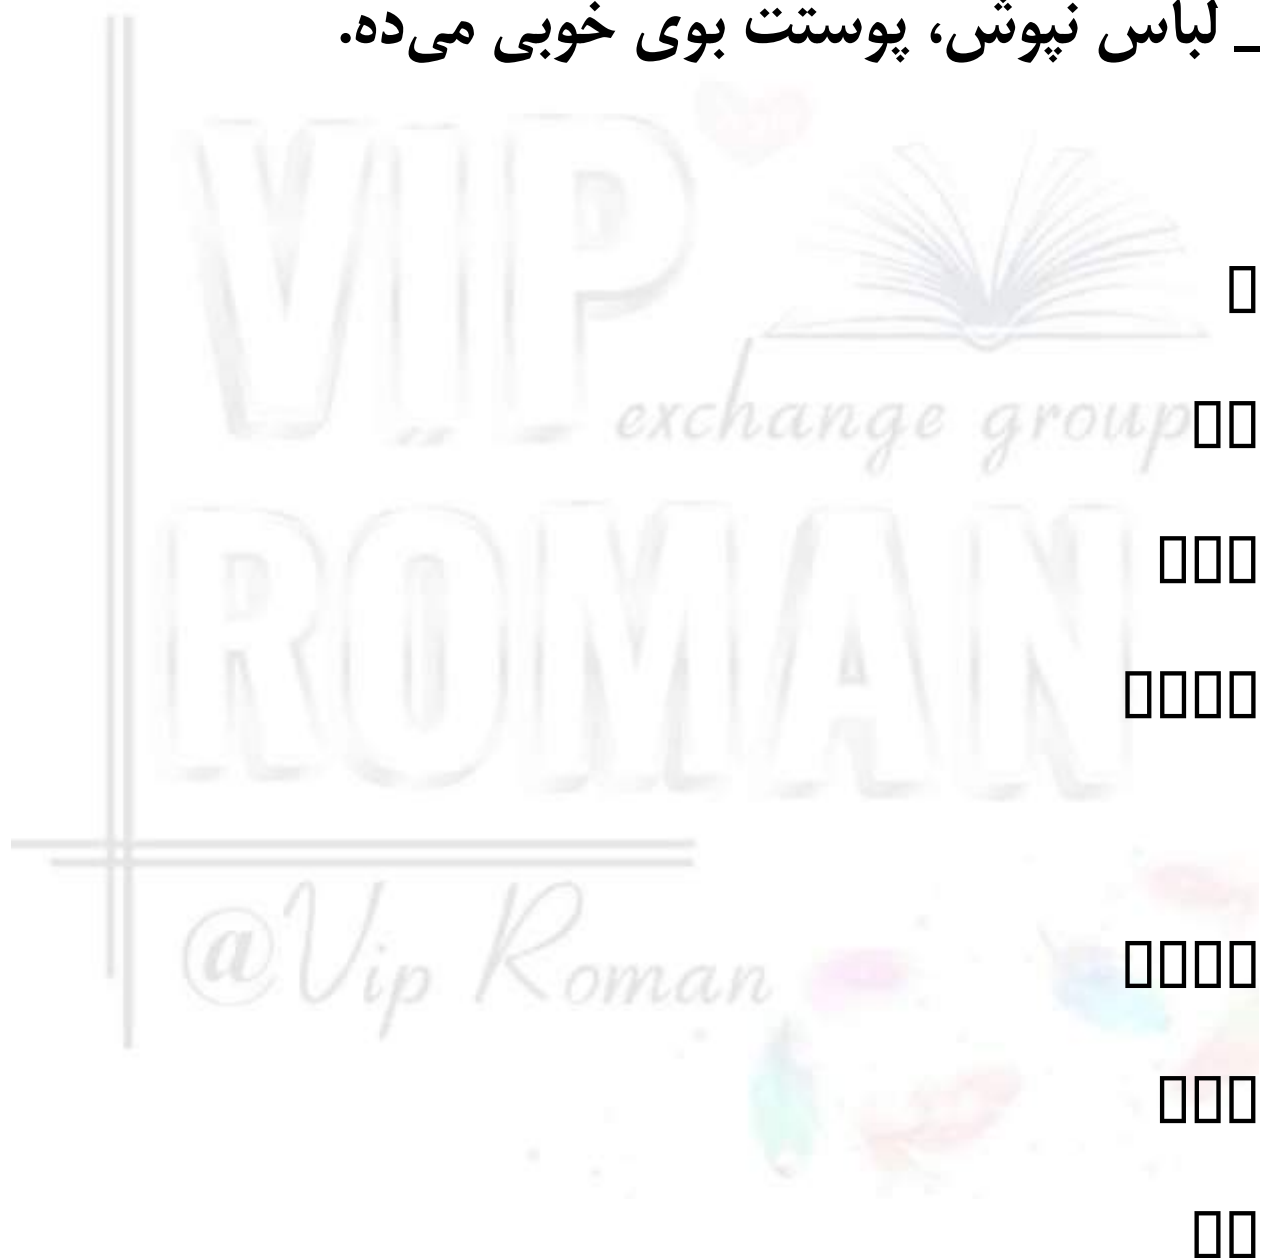 _ لباس نپوش، پوستت بوی خوبی می‌ده.
VIP
exchange group
ROMAN
@Vip Roman